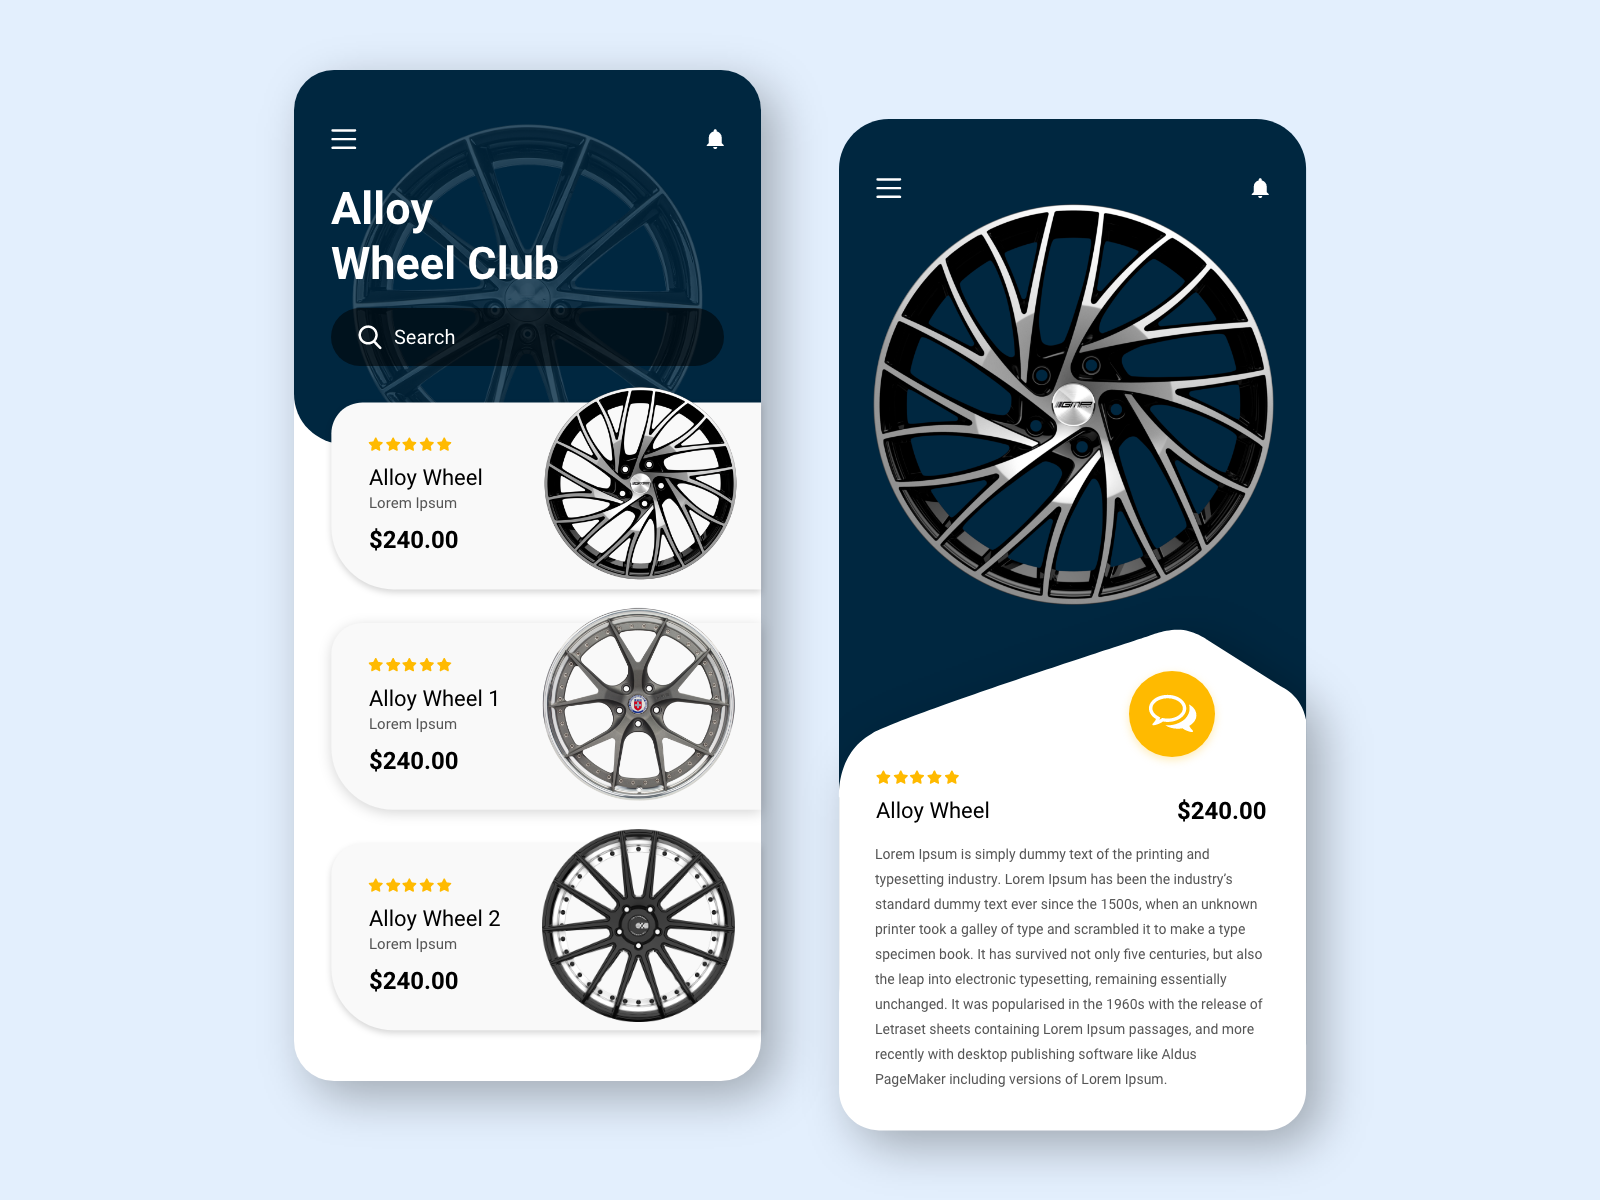 Alloy
Wheel Club
Search
Alloy Wheel
Lorem Ipsum
$240.00
Alloy Wheel 1
Lorem Ipsum
$240.00
Alloy Wheel 2
Lorem Ipsum
$240.00
GMP
Alloy Wheel
$240.00
Lorem Ipsum is simply dummy text of the printing and
typesetting industry. Lorem Ipsum has been the industry’s
standard dummy text ever since the 1500s, when an unknown
printer took a galley of type and scrambled it to make a type
specimen book. It has survived not only five centuries, but also
the leap into electronic typesetting, remaining essentially
unchanged. It was popularised in the 1960s with the release of
Letraset sheets containing Lorem Ipsum passages, and more
recently with desktop publishing software like Aldus
PageMaker including versions of Lorem Ipsum.